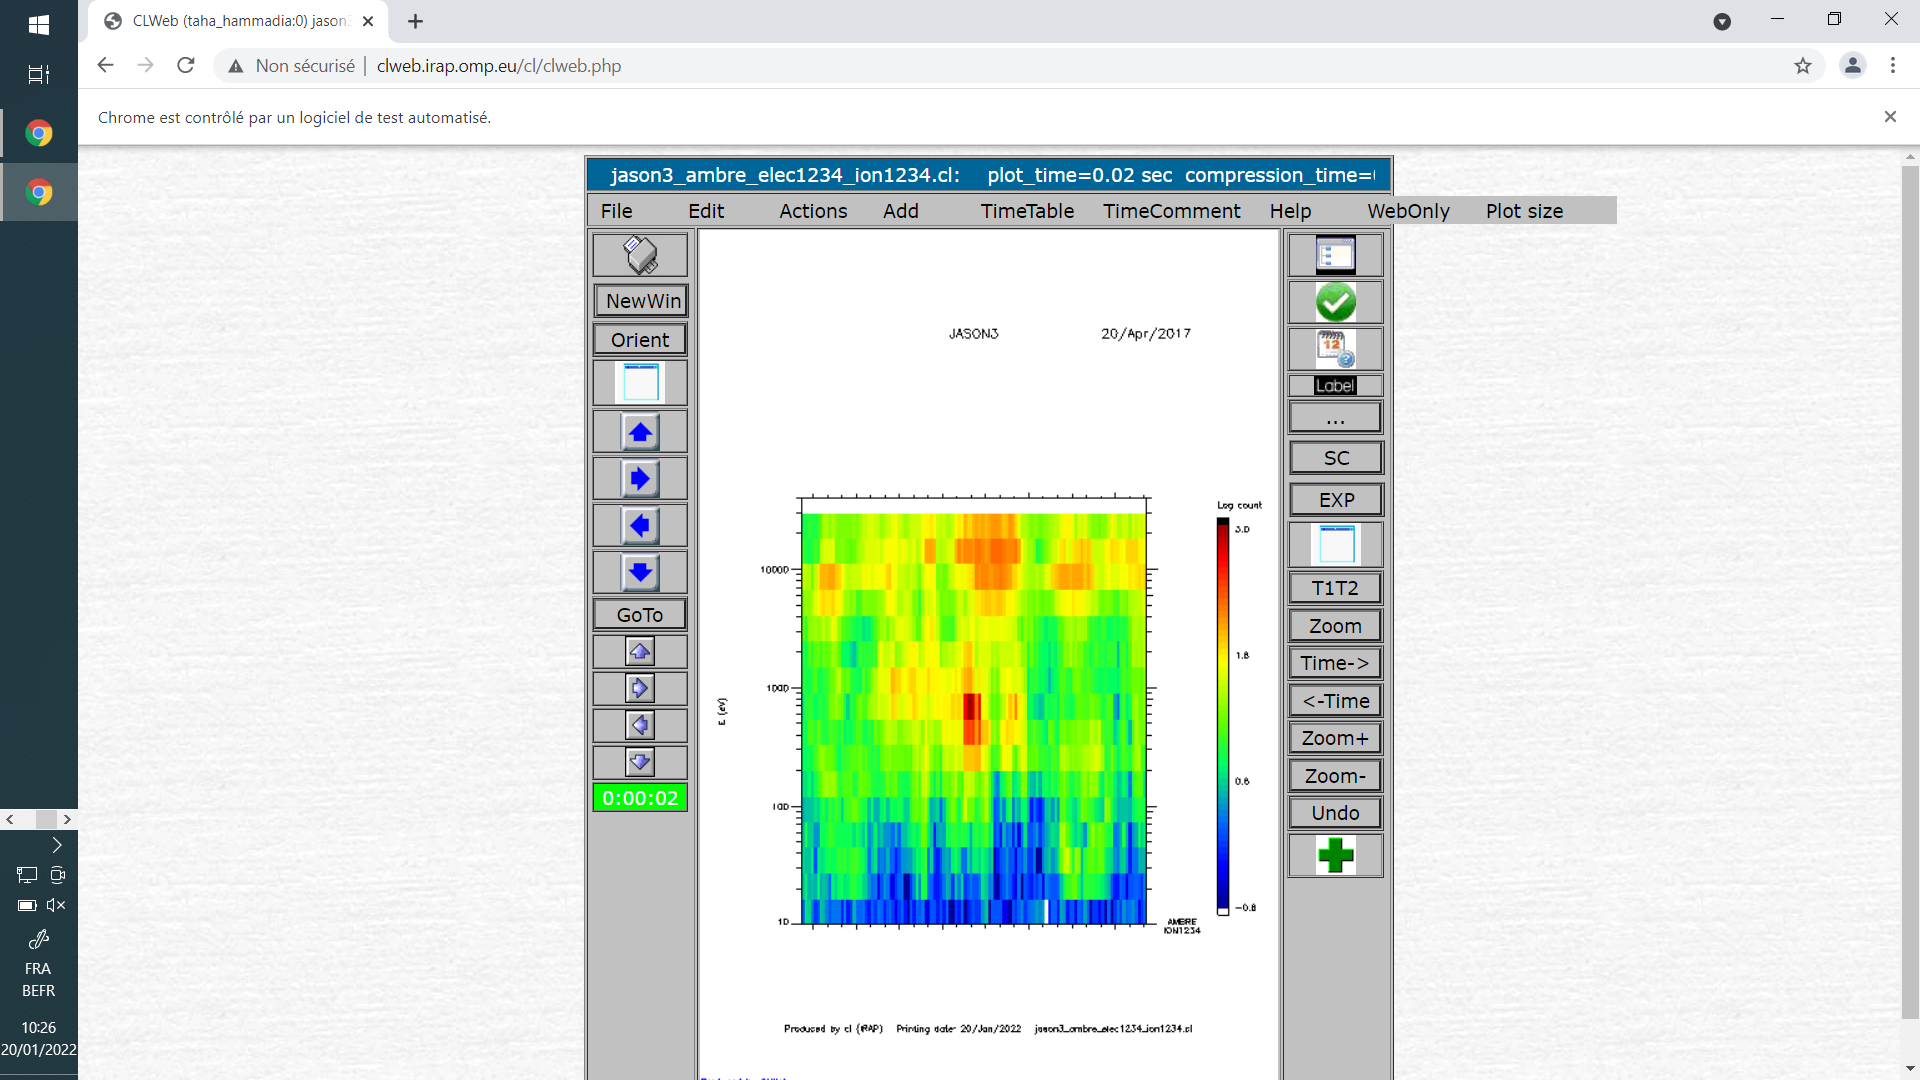 CLWeb (taha_hammadia:0) jason3
Non sécurisé | clweb.irap.omp.eu/cl/clweb.php
Chrome est contrôlé par un logiciel de test automatisé.
jason3_ambre_elec1234_ion1234.cl: plot_time=0.02 sec compression_time=
File Edit Actions Add TimeTable TimeComment Help WebOnly Plot size
NewWin
Orient
GoTo
0:00:02
JASON3 20/Apr/2017
Log count
3.0
1.8
0.6
-0.8
10000
1000
100
10
E (eV)
AMBRE
ION1234
Produced by cl (IRAP) Printing date: 20/Jan/2022 jason3_ambre_elec1234_ion1234.cl
12
Label
...
SC
EXP
T1T2
Zoom
Time->
<-Time
Zoom+
Zoom-
Undo
FRA
BEFR
10:26
20/01/2022